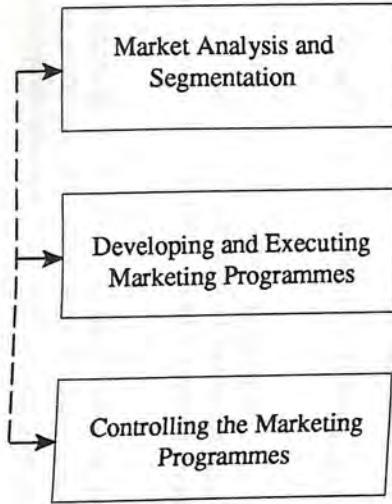 Market Analysis and
Segmentation
Developing and Executing
Marketing Programmes
Controlling the Marketing
Programmes